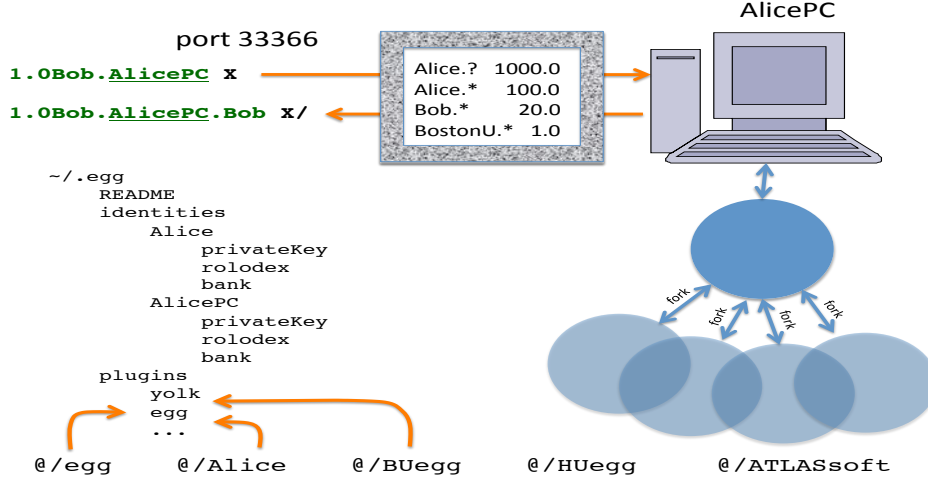 AlicePC
port 33366
1.0Bob.AlicePC X
1.0Bob.AlicePC.Bob X/
Alice.? 1000.0
Alice.* 100.0
Bob.* 20.0
BostonU.* 1.0
~/.egg
README
identities
Alice
privateKey
rolodex
bank
AlicePC
privateKey
rolodex
bank
plugins
yolk
egg
...
fork
fork
fork
fork
@/egg @/Alice @/BUegg @/HUegg @/ATLASsoft